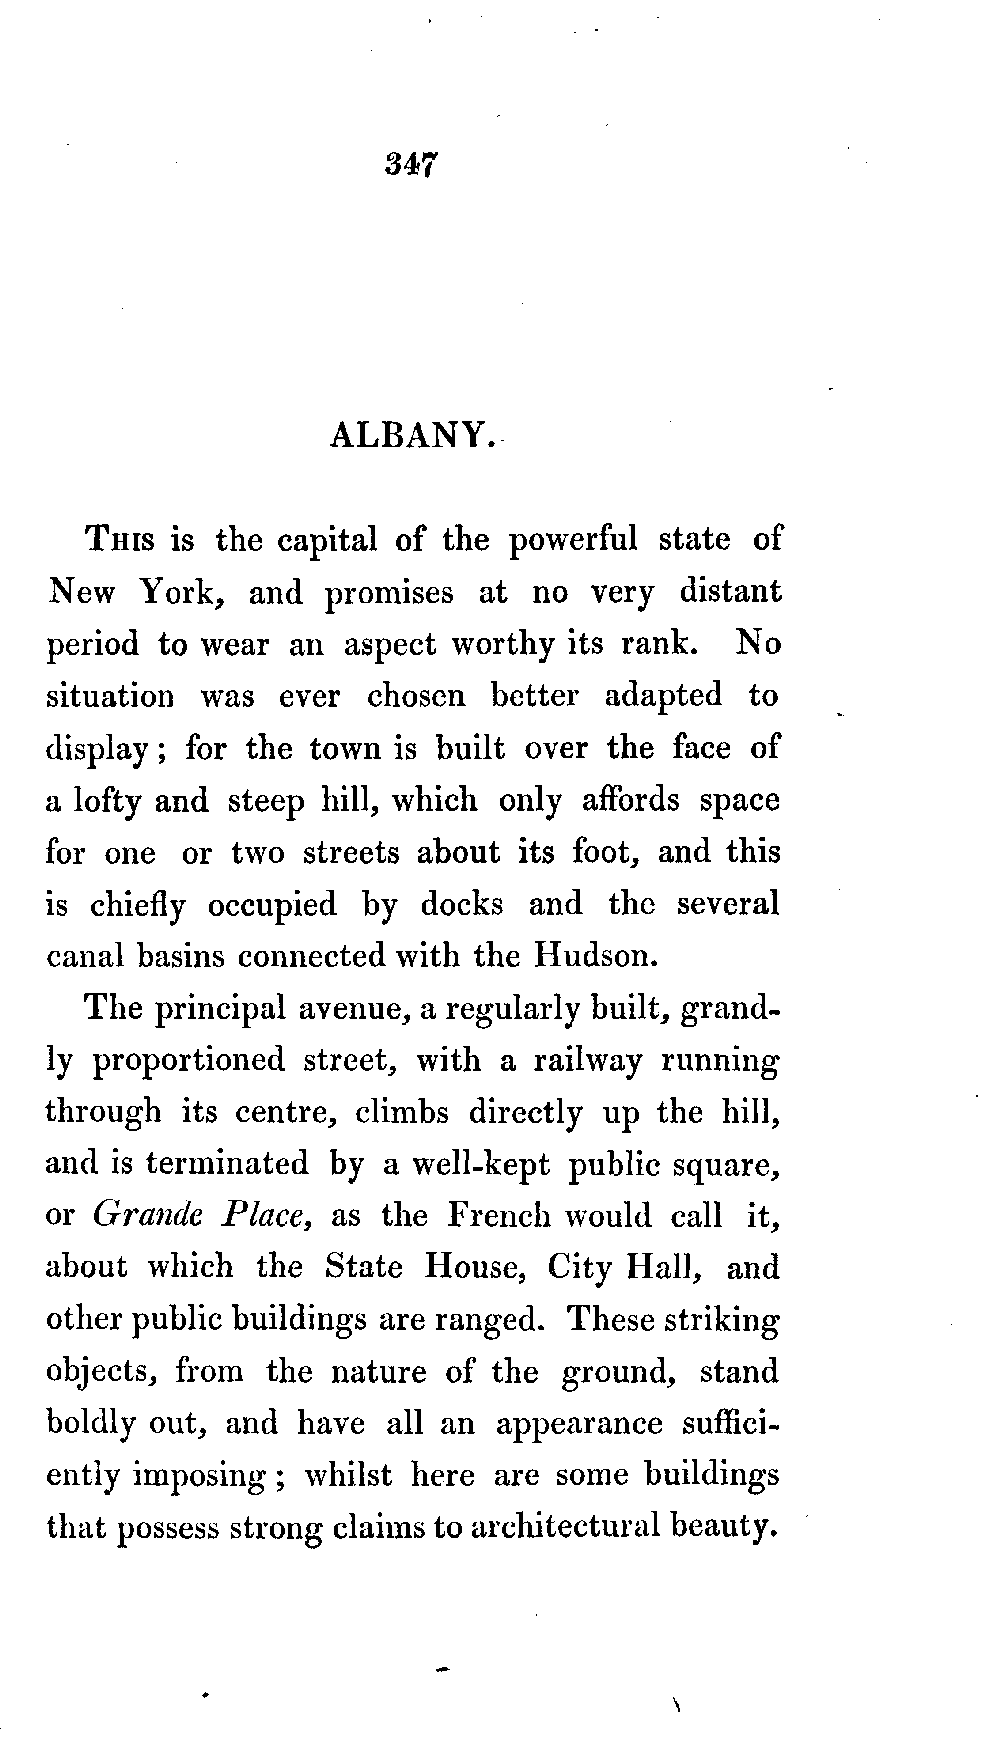 347
ALBANY.
THIS is the capital of the powerful state of
New York, and promises at no very distant
period to wear an aspect worthy its rank. No
situation was ever chosen better adapted to
display; for the town is built over the face of
a lofty and steep hill, which only affords space
for one or two streets about its foot, and this
is chiefly occupied by docks and the several
canal basins connected with the Hudson.
The principal avenue, a regularly built, grand-
ly proportioned street, with a railway running
through its centre, climbs directly up the hill,
and is terminated by a well-kept public square,
or Grande Place, as the French would call it,
about which the State House, City Hall, and
other public buildings are ranged. These striking
objects, from the nature of the ground, stand
boldly out, and have all an appearance suffici-
ently imposing; whilst here are some buildings
that possess strong claims to architectural beauty.